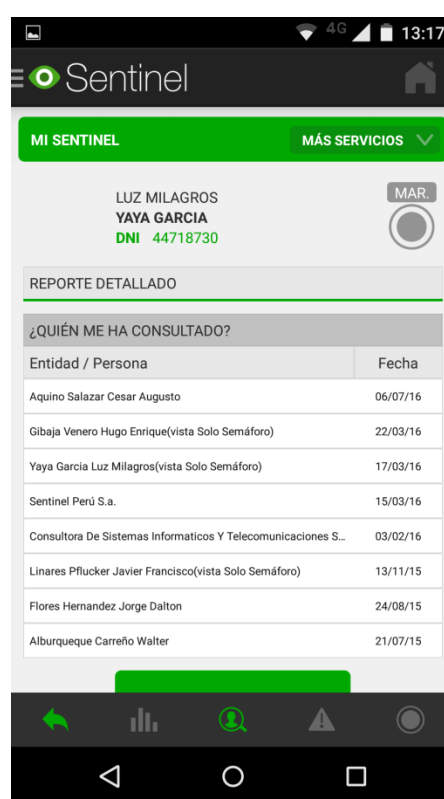 4G 13:17
Sentinel
MI SENTINEL MÁS SERVICIOS
LUZ MILAGROS MAR.
YAYA GARCIA
DNI 44718730
REPORTE DETALLADO
¿QUIÉN ME HA CONSULTADO?
Entidad / Persona Fecha
Aquino Salazar Cesar Augusto 06/07/16
Gibaja Venero Hugo Enrique(vista Solo Semáforo) 22/03/16
Yaya Garcia Luz Milagros(vista Solo Semáforo) 17/03/16
Sentinel Perú S.a. 15/03/16
Consultora De Sistemas Informaticos Y Telecomunicaciones S... 03/02/16
Linares Pflucker Javier Francisco(vista Solo Semáforo) 13/11/15
Flores Hernandez Jorge Dalton 24/08/15
Alburqueque Carreño Walter 21/07/15